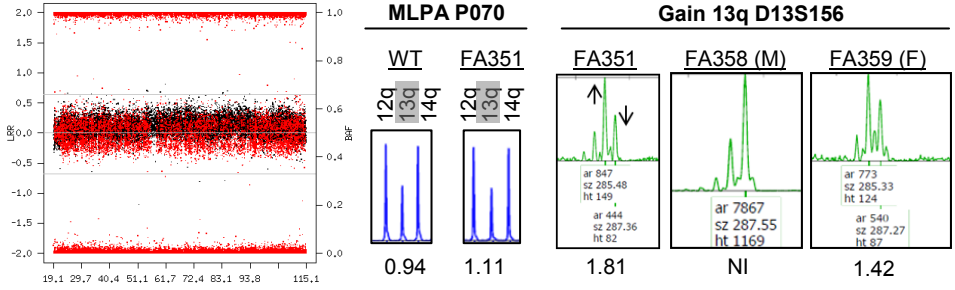 MLPA P070
Gain 13q D13S156
WT
FA351
FA351
FA358 (M)
FA359 (F)
12q
13q
14q
12q
13q
14q
2.0
1.5
1.0
0.5
0.0
-0.5
-1.0
-1.5
-2.0
LRR
1.0
0.8
0.6
0.4
0.2
0.0
BAF
19.1 29.7 40.4 51.1 61.7 72.4 83.1 93.8 115.1
ar 847
sz 285.48
ht 149
ar 444
sz 287.36
ht 82
ar 7867
sz 287.55
ht 1169
ar 773
sz 285.33
ht 124
ar 540
sz 287.27
ht 87
0.94
1.11
1.81
NI
1.42